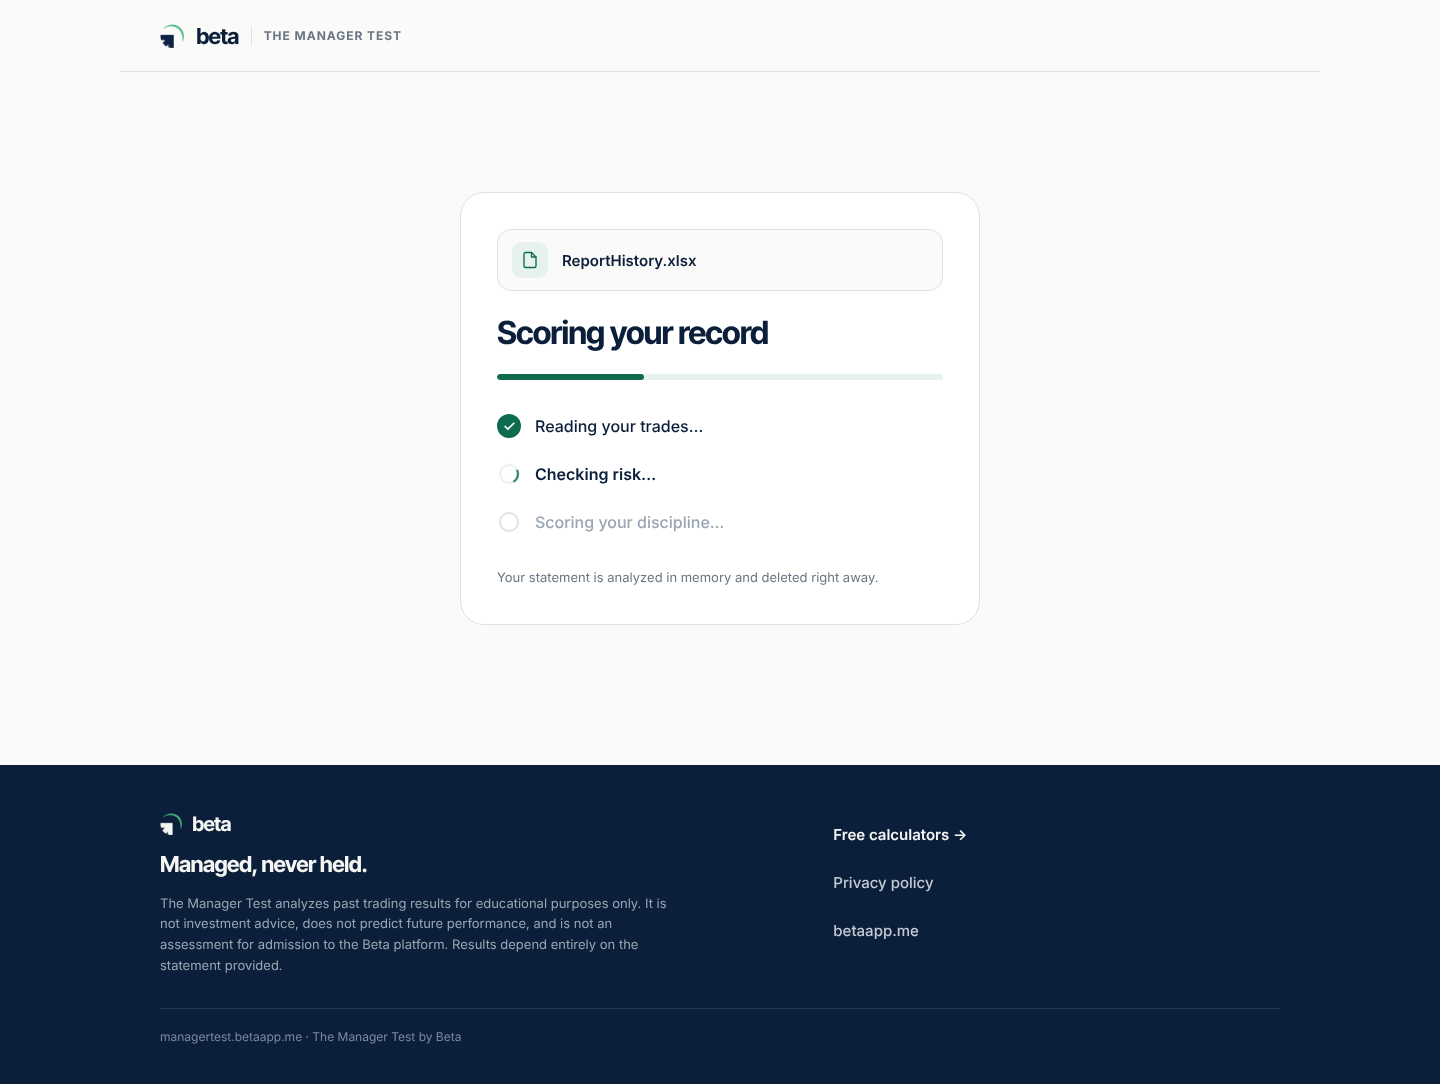 beta
THE MANAGER TEST
ReportHistory.xlsx
Scoring your record
Reading your trades...
Checking risk...
Scoring your discipline...
Your statement is analyzed in memory and deleted right away.
beta
Managed, never held.
The Manager Test analyzes past trading results for educational purposes only. It is
not investment advice, does not predict future performance, and is not an
assessment for admission to the Beta platform. Results depend entirely on the
statement provided.
Free calculators →
Privacy policy
betaapp.me
managertest.betaapp.me · The Manager Test by Beta